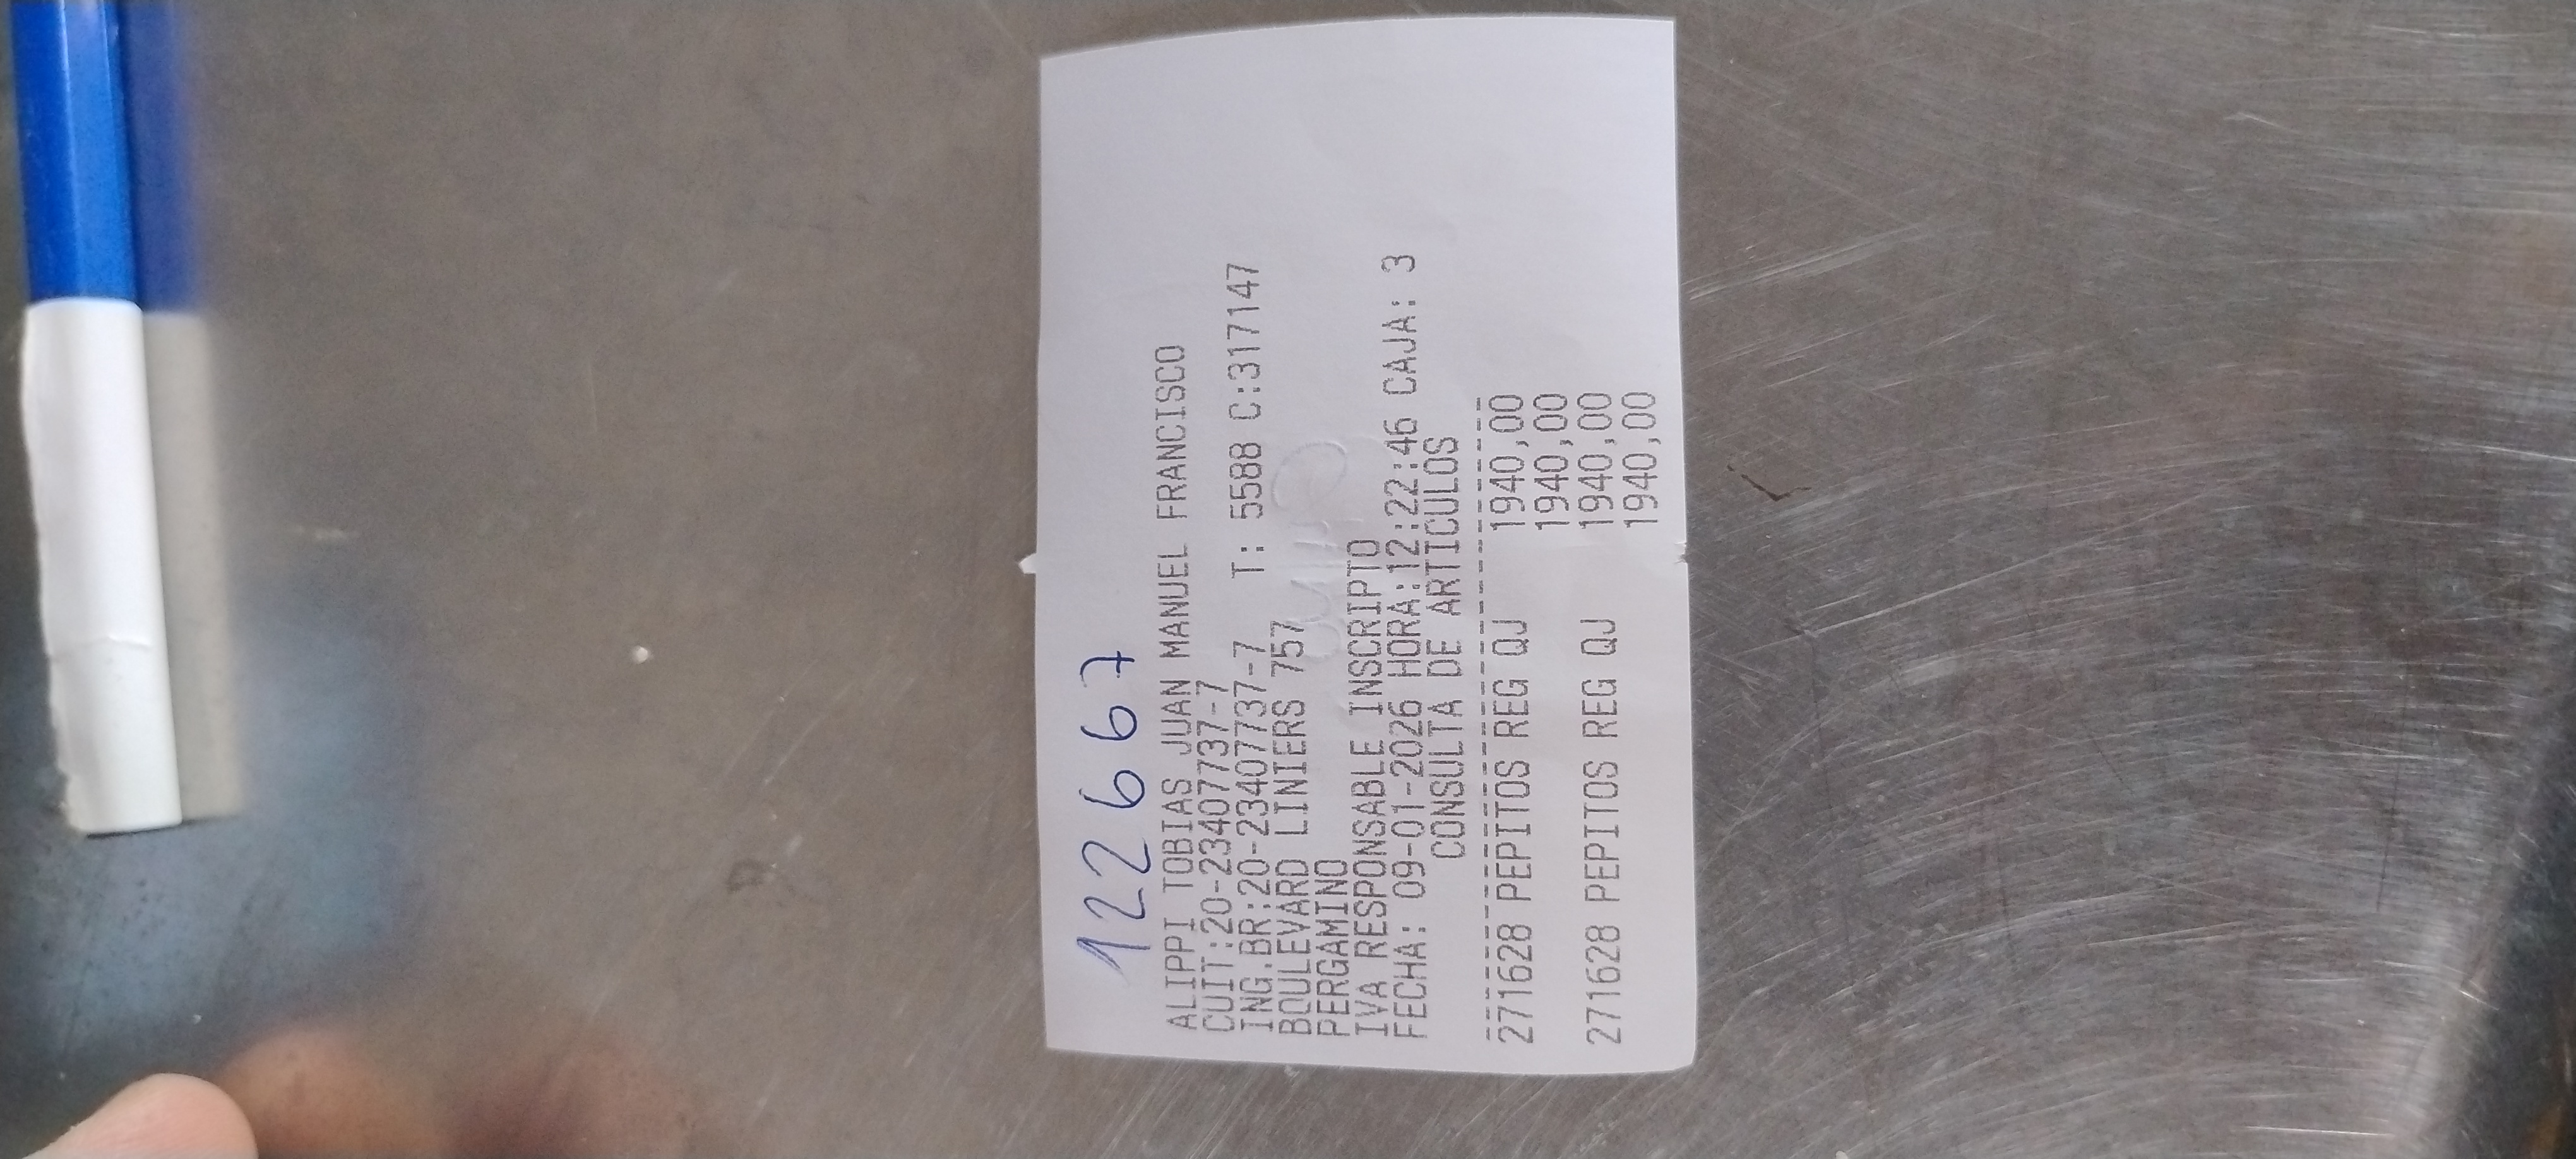 122667
ALIPPI TOBIAS JUAN MANUEL FRANCISCO
CUIT:20-23407737-7
ING.BR:20-23407737-7 T: 5588 C:317147
BOULEVARD LINIERS 757
PERGAMINO
IVA RESPONSABLE INSCRIPTO
FECHA: 09-01-2026 HORA:12:22:46 CAJA: 3
CONSULTA DE ARTICULOS
271628 PEPITOS REG QJ 1940,00
1940,00
271628 PEPITOS REG QJ 1940,00
1940,00